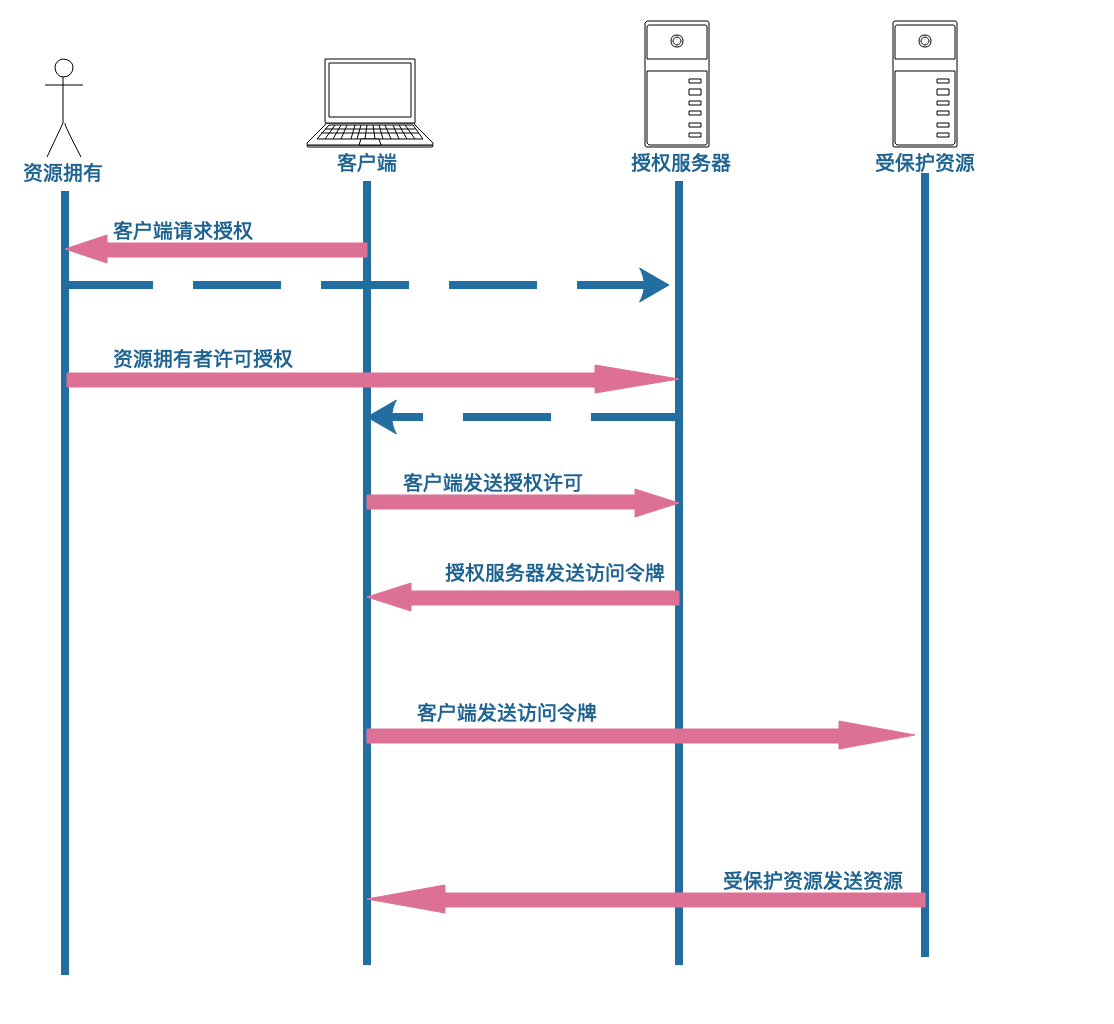 资源拥有
客户端
授权服务器
受保护资源
客户端请求授权
资源拥有者许可授权
客户端发送授权许可
授权服务器发送访问令牌
客户端发送访问令牌
受保护资源发送资源